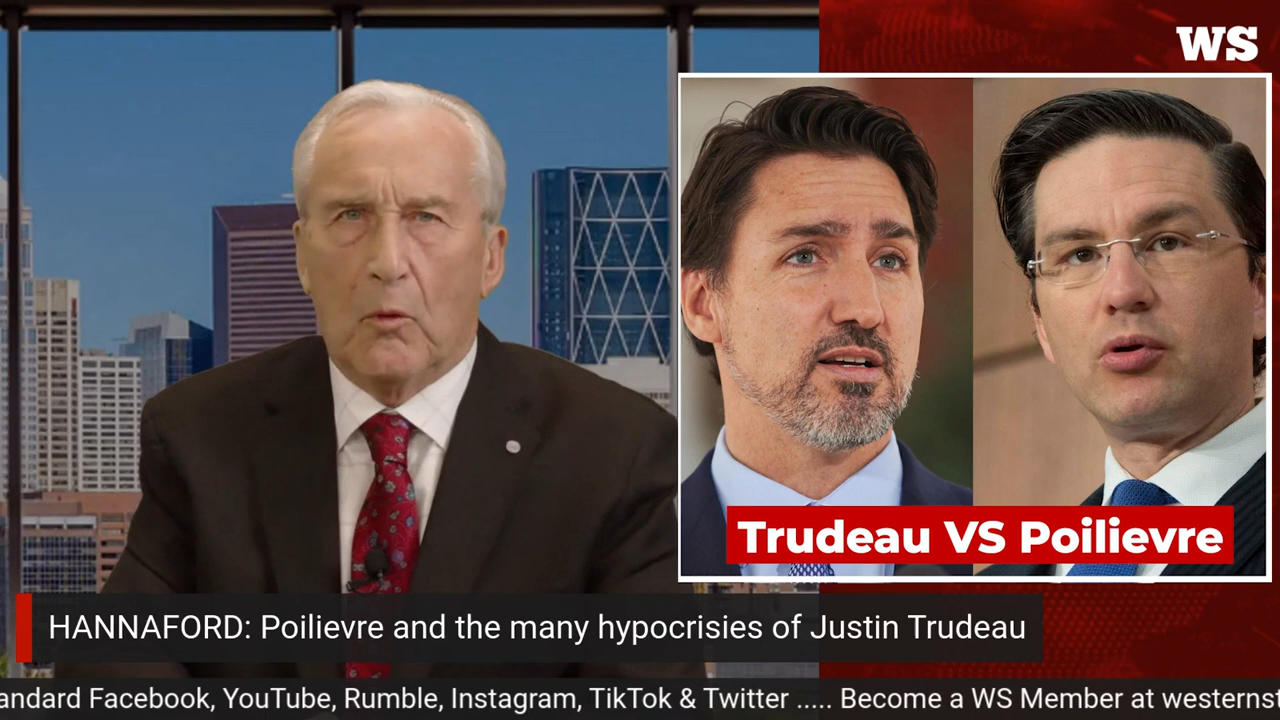 WS
Trudeau VS Poilievre
HANNAFORD: Poilievre and the many hypocrisies of Justin Trudeau
andard Facebook, YouTube, Rumble, Instagram, TikTok & Twitter ..... Become a WS Member at westernst